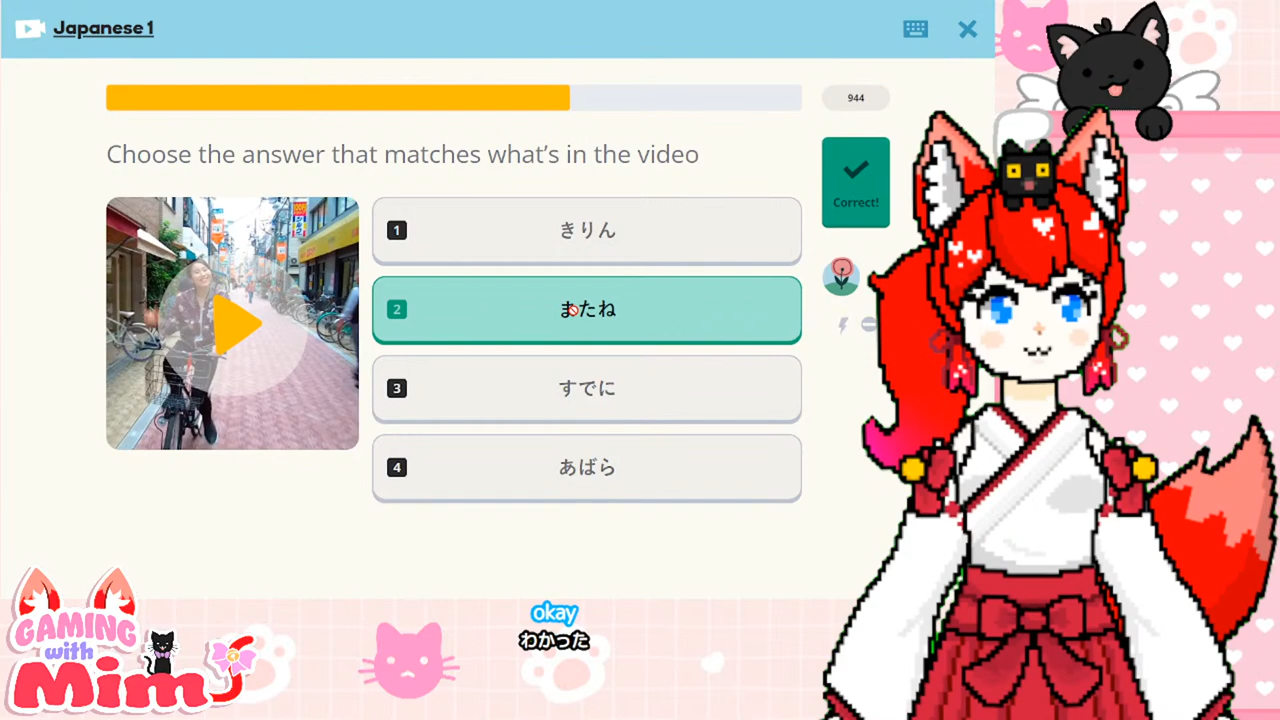 Japanese 1
944
Choose the answer that matches what's in the video
Correct!
1 きりん
2 またね
3 すでに
4 あばら
okay
わかった
GAMING
with
Mimi